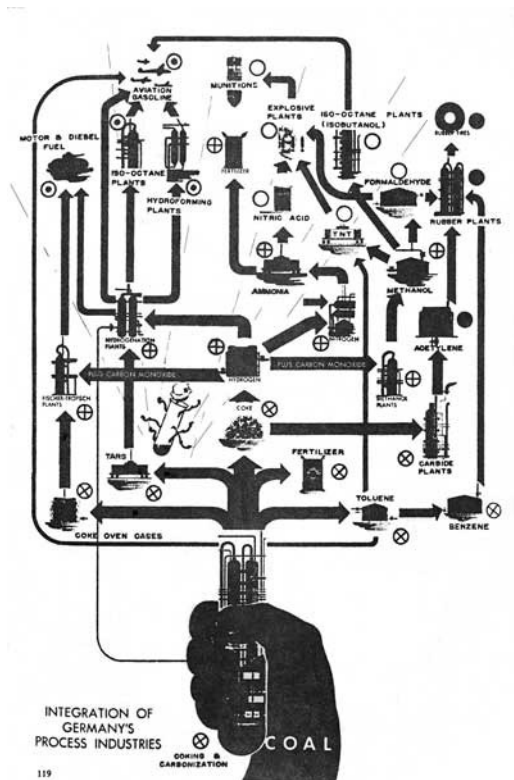 AVIATION
GASOLINE
MUNITIONS
EXPLOSIVE
PLANTS
ISO-OCTANE PLANTS
(ISOBUTANOL)
RUBBER TIRES
MOTOR & DIESEL
FUEL
ISO-OCTANE
PLANTS
FERTILIZER
FORMALDEHYDE
HYDROFORMING
PLANTS
NITRIC ACID
RUBBER PLANTS
TNT
AMMONIA
METHANOL
HYDROGENATION
PLANTS
NITROGEN
ACETYLENE
HYDROGEN
PLUS CARBON MONOXIDE
PLUS CARBON MONOXIDE
FISCHER-TROPSCH
PLANTS
METHANOL
PLANTS
COKE
TARS
FERTILIZER
CARBIDE
PLANTS
TOLUENE
BENZENE
COKE OVEN GASES
INTEGRATION OF
GERMANY'S
PROCESS INDUSTRIES
COAL
COKING &
CARBONIZATION
119